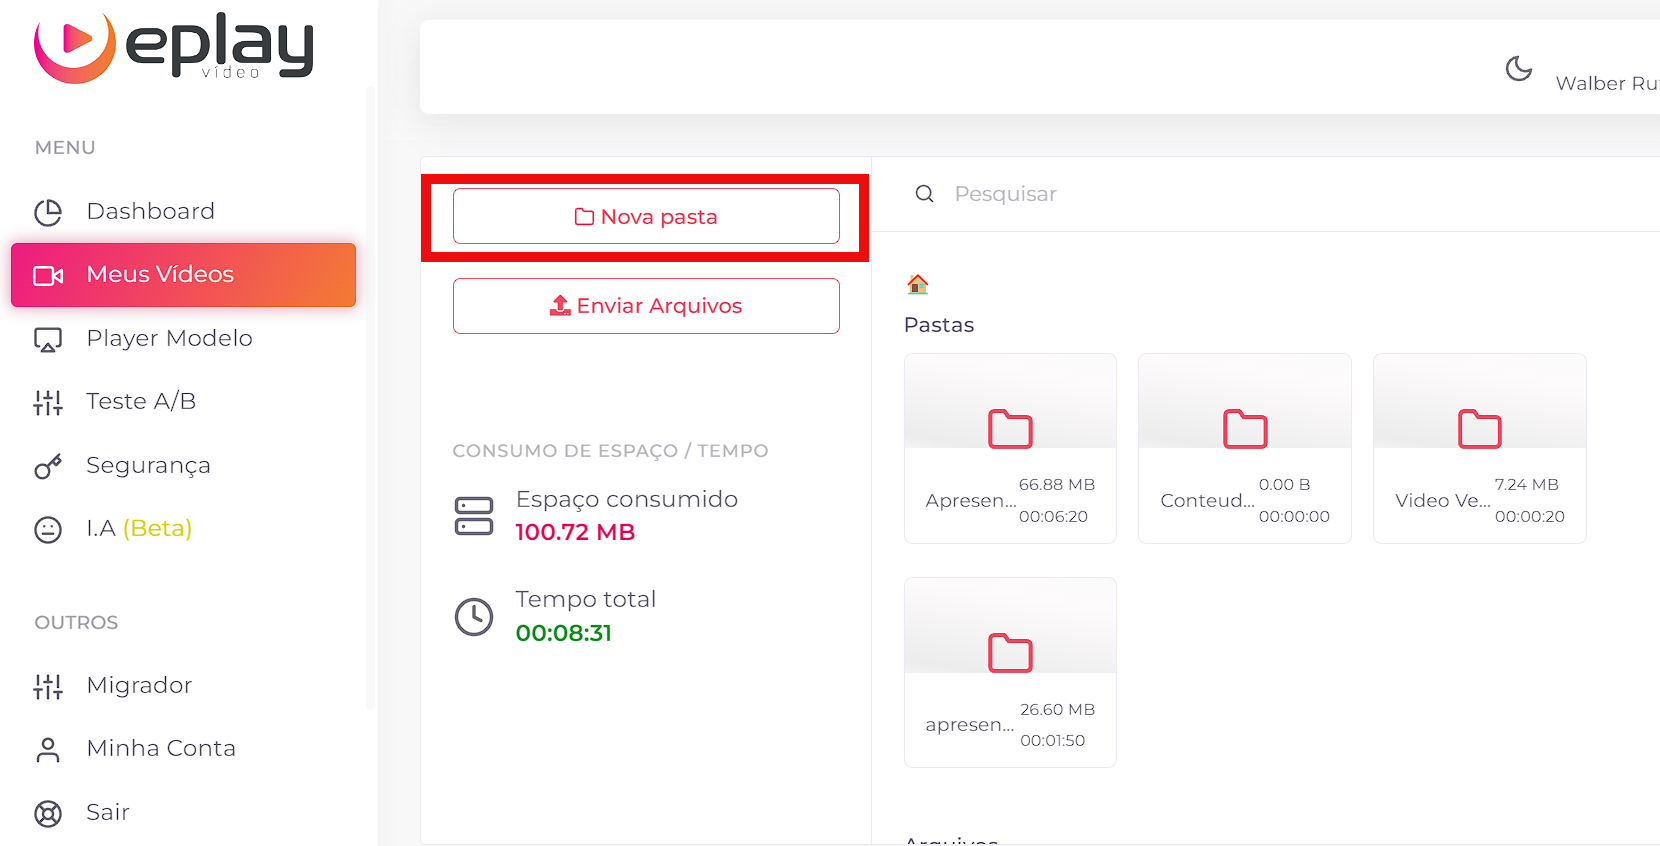 eplay
vídeo
MENU
Dashboard
Meus Vídeos
Player Modelo
Teste A/B
Segurança
I.A (Beta)
OUTROS
Migrador
Minha Conta
Sair
Walber Ru
Nova pasta
Enviar Arquivos
CONSUMO DE ESPAÇO / TEMPO
Espaço consumido
100.72 MB
Tempo total
00:08:31
Pesquisar
Pastas
Apresen...
66.88 MB
00:06:20
Conteud...
0.00 B
00:00:00
Video Ve...
7.24 MB
00:00:20
apresen...
26.60 MB
00:01:50
Arquivos